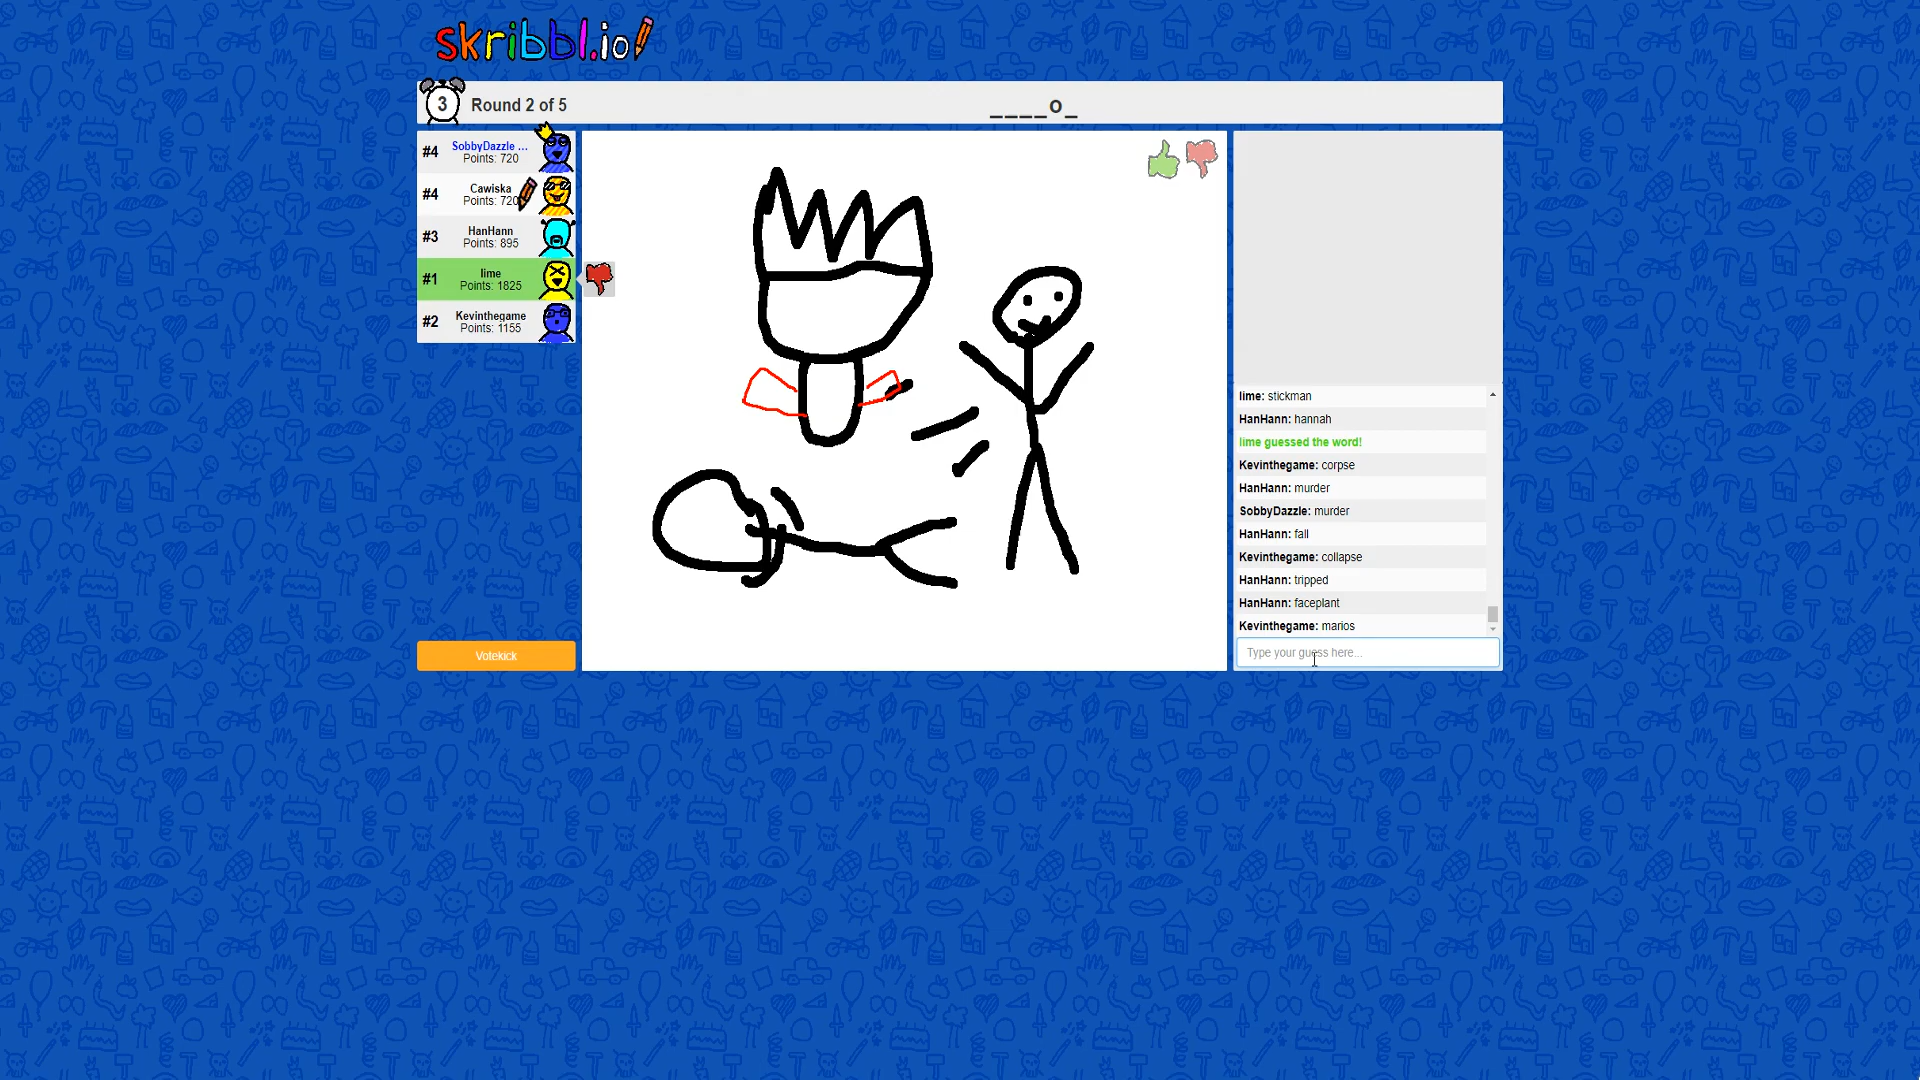 skribbl.io
3
Round 2 of 5
____o_
#4
SobbyDazzle ...
Points: 720
#4
Cawiska
Points: 720
#3
HanHann
Points: 895
#1
lime
Points: 1825
#2
Kevinthegame
Points: 1155
Votekick
lime: stickman
HanHann: hannah
lime guessed the word!
Kevinthegame: corpse
HanHann: murder
SobbyDazzle: murder
HanHann: fall
Kevinthegame: collapse
HanHann: tripped
HanHann: faceplant
Kevinthegame: marios
Type your guess here...